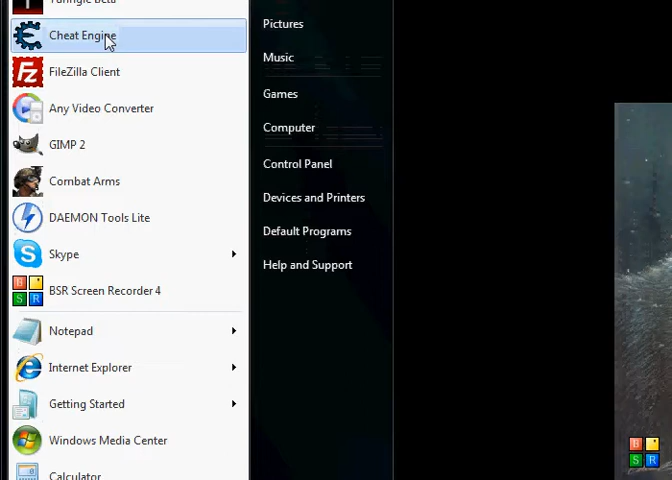 Tunngle beta
Cheat Engine
FileZilla Client
Any Video Converter
GIMP 2
Combat Arms
DAEMON Tools Lite
Skype
BSR Screen Recorder 4
Notepad
Internet Explorer
Getting Started
Windows Media Center
Calculator
Pictures
Music
Games
Computer
Control Panel
Devices and Printers
Default Programs
Help and Support
B
S R
B
S R